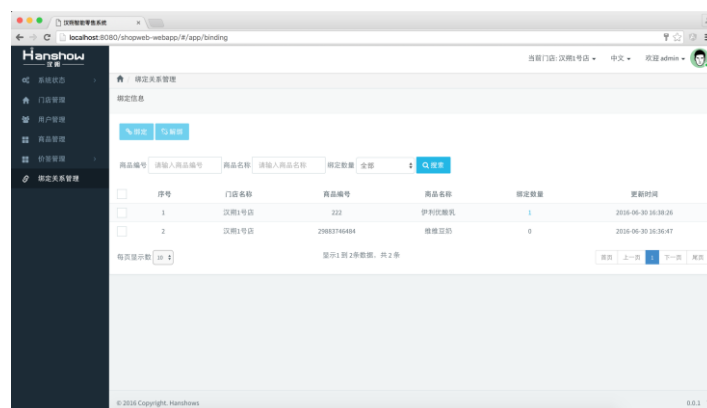 汉朔智能零售系统
localhost:8080/shopweb-webapp/#/app/binding
Hanshow
汉朔
当前门店: 汉朔1号店 中文 欢迎 admin
系统状态
门店管理
用户管理
商品管理
价签管理
绑定关系管理
绑定关系管理
绑定信息
绑定 解绑
商品编号 请输入商品编号 商品名称 请输入商品名称 绑定数量 全部 搜索
序号 门店名称 商品编号 商品名称 绑定数量 更新时间
1 汉朔1号店 222 伊利优酸乳 1 2016-06-30 16:38:26
2 汉朔1号店 29883746484 维维豆奶 0 2016-06-30 16:36:47
每页显示数 10 显示1 到 2条数据，共 2 条 首页 上一页 1 下一页 尾页
© 2016 Copyright. Hanshows 0.0.1